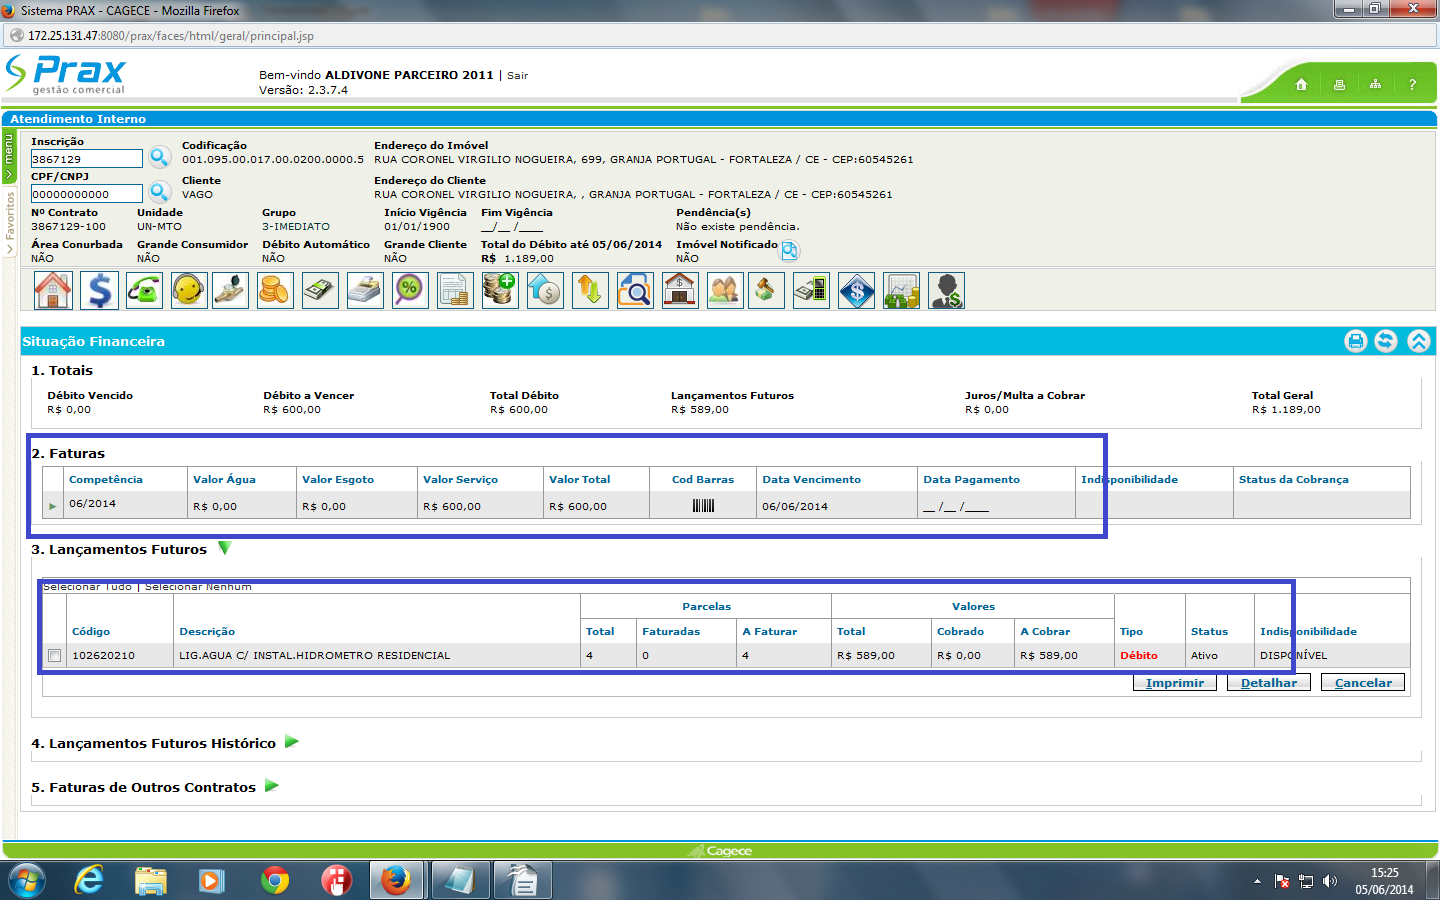 Sistema PRAX - CAGECE - Mozilla Firefox
172.25.131.47:8080/prax/faces/html/geral/principal.jsp
Prax
gestão comercial
Bem-vindo ALDIVONE PARCEIRO 2011 | Sair
Versão: 2.3.7.4
?
Atendimento Interno
menu
Favoritos
Inscrição
3867129
Codificação
001.095.00.017.00.0200.0000.5
Endereço do Imóvel
RUA CORONEL VIRGILIO NOGUEIRA, 699, GRANJA PORTUGAL - FORTALEZA / CE - CEP:60545261
CPF/CNPJ
00000000000
Cliente
VAGO
Endereço do Cliente
RUA CORONEL VIRGILIO NOGUEIRA, , GRANJA PORTUGAL - FORTALEZA / CE - CEP:60545261
Nº Contrato Unidade Grupo Início Vigência Fim Vigência Pendência(s)
3867129-100 UN-MTO 3-IMEDIATO 01/01/1900 __/__ /____ Não existe pendência.
Área Conurbada Grande Consumidor Débito Automático Grande Cliente Total do Débito até 05/06/2014 Imóvel Notificado
NÃO NÃO NÃO NÃO R$ 1.189,00 NÃO
Situação Financeira
1. Totais
Débito Vencido Débito a Vencer Total Débito Lançamentos Futuros Juros/Multa a Cobrar Total Geral
R$ 0,00 R$ 600,00 R$ 600,00 R$ 589,00 R$ 0,00 R$ 1.189,00
2. Faturas
Competência Valor Água Valor Esgoto Valor Serviço Valor Total Cod Barras Data Vencimento Data Pagamento Indisponibilidade Status da Cobrança
06/2014 R$ 0,00 R$ 0,00 R$ 600,00 R$ 600,00 06/06/2014 __ /__ /____
3. Lançamentos Futuros
Selecionar Tudo | Selecionar Nenhum
Parcelas Valores
Código Descrição Total Faturadas A Faturar Total Cobrado A Cobrar Tipo Status Indisponibilidade
102620210 LIG.AGUA C/ INSTAL.HIDROMETRO RESIDENCIAL 4 0 4 R$ 589,00 R$ 0,00 R$ 589,00 Débito Ativo DISPONÍVEL
Imprimir Detalhar Cancelar
4. Lançamentos Futuros Histórico
5. Faturas de Outros Contratos
Cagece
15:25
05/06/2014